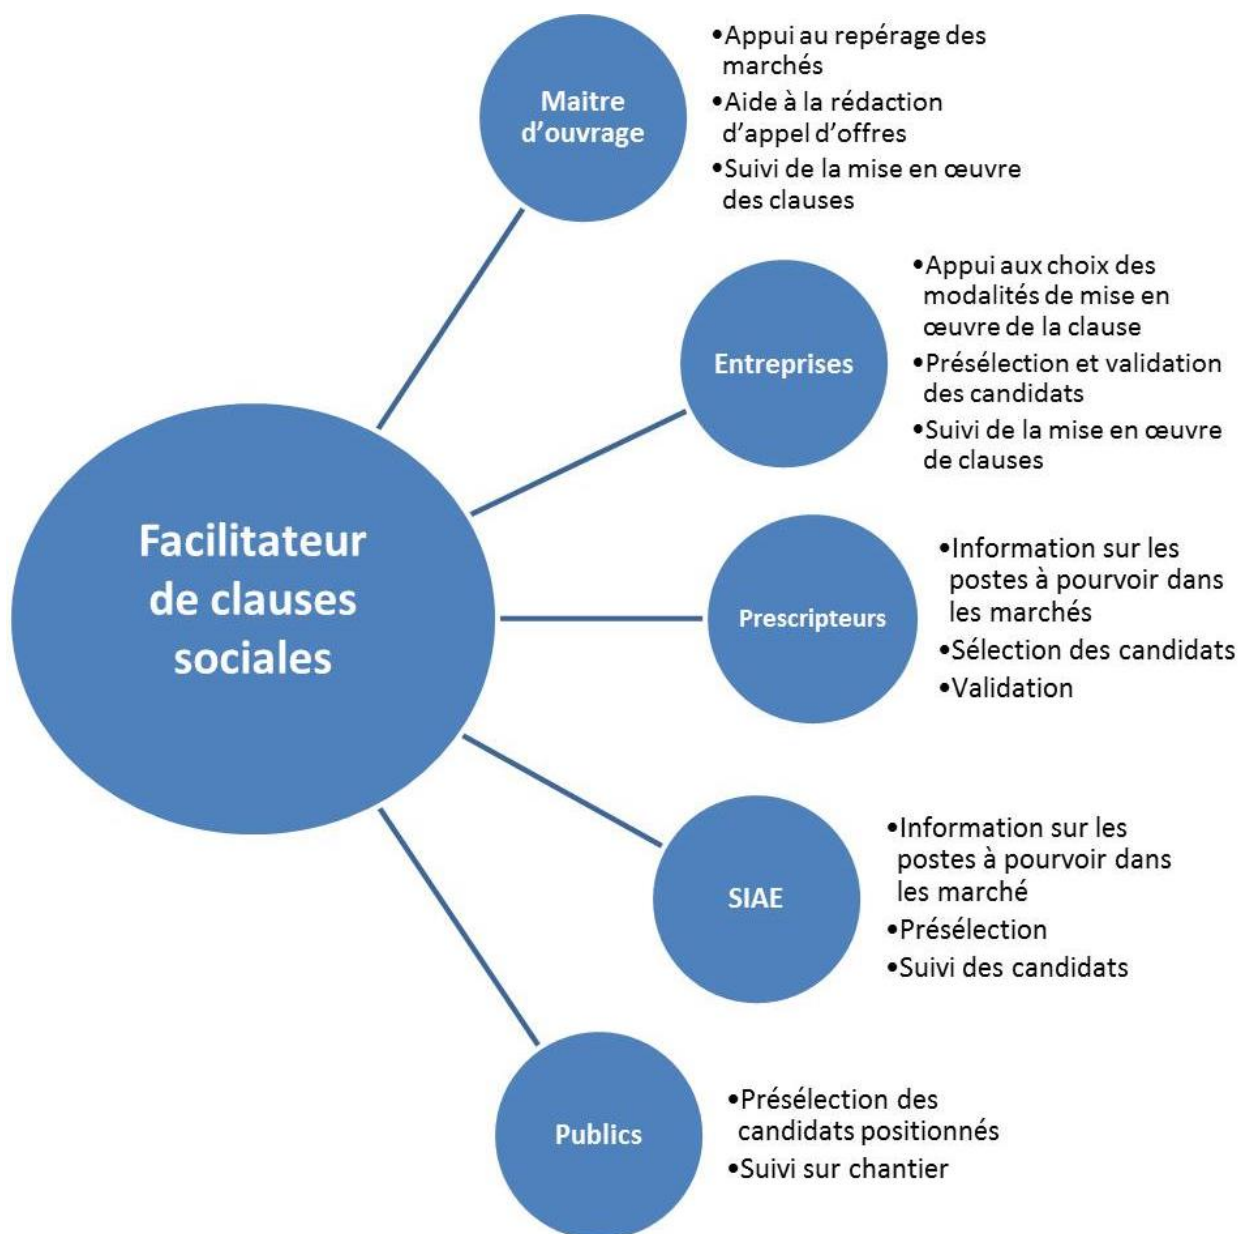 Maitre
d'ouvrage
•Appui au repérage des
marchés
•Aide à la rédaction
d'appel d'offres
•Suivi de la mise en œuvre
des clauses
Entreprises
•Appui aux choix des
modalités de mise en
œuvre de la clause
•Présélection et validation
des candidats
•Suivi de la mise en œuvre
de clauses
Facilitateur
de clauses
sociales
Prescripteurs
•Information sur les
postes à pourvoir dans
les marchés
•Sélection des candidats
•Validation
SIAE
•Information sur les
postes à pourvoir dans
les marché
•Présélection
•Suivi des candidats
Publics
•Présélection des
candidats positionnés
•Suivi sur chantier